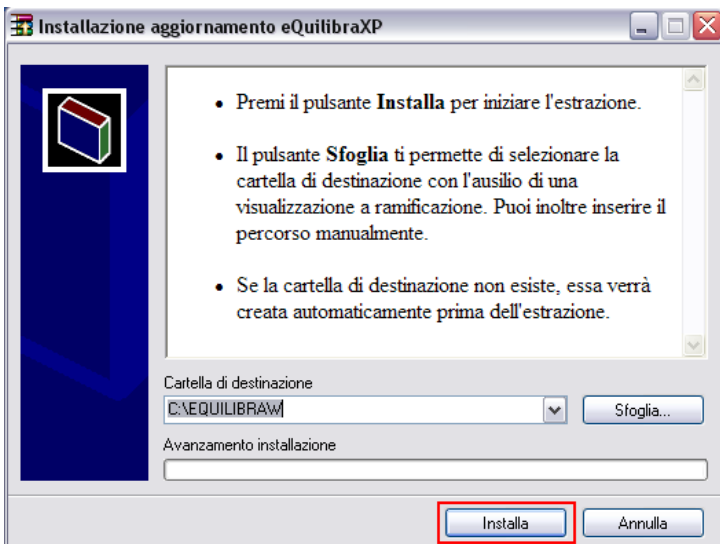 Installazione aggiornamento eQuilibraXP
• Premi il pulsante Installa per iniziare l'estrazione.
• Il pulsante Sfoglia ti permette di selezionare la
cartella di destinazione con l'ausilio di una
visualizzazione a ramificazione. Puoi inoltre inserire il
percorso manualmente.
• Se la cartella di destinazione non esiste, essa verrà
creata automaticamente prima dell'estrazione.
Cartella di destinazione
C:\EQUILIBRAW
Sfoglia...
Avanzamento installazione
Installa
Annulla